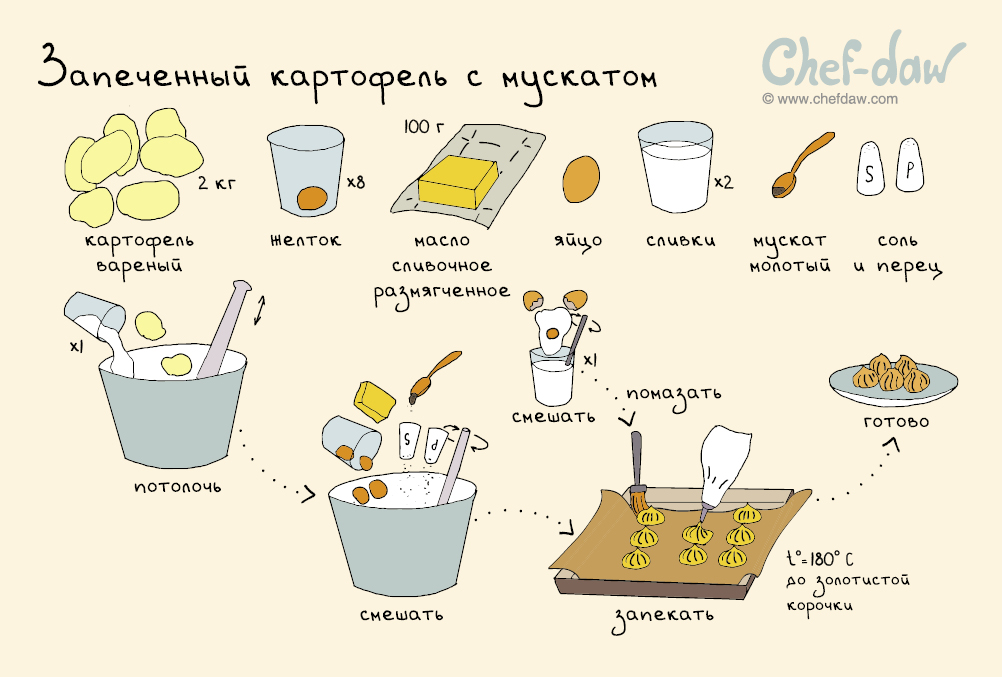 Запеченный картофель с мускатом
Chef-daw
© www.chefdaw.com
2 кг
картофель
вареный
x8
желток
100 г
масло
сливочное
размягченное
яйцо
x2
сливки
мускат
молотый
S P
соль
и перец
x1
потолочь
S P
смешать
x1
смешать
помазать
запекать
t°=180° C
до золотистой
корочки
готово